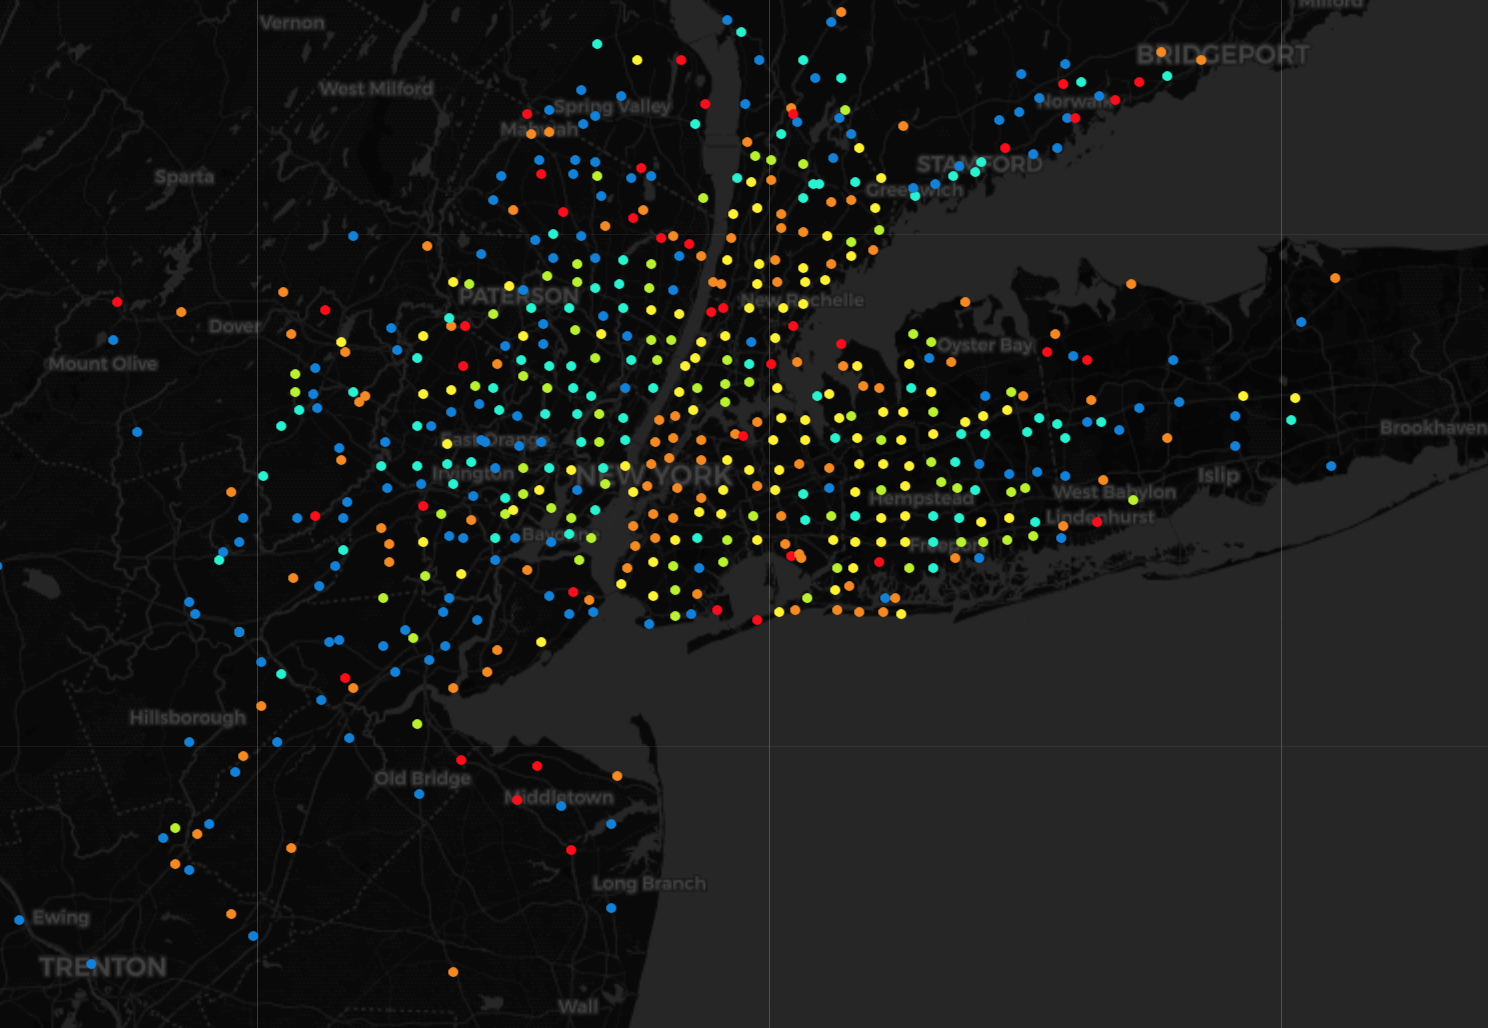 Milford
Vernon
BRIDGEPORT
West Milford
Spring Valley
Norwalk
Mahwah
STAMFORD
Sparta
Greenwich
PATERSON
New Rochelle
Dover
Oyster Bay
Mount Olive
Brookhaven
East Orange
Irvington
NEW YORK
Islip
West Babylon
Hempstead
Lindenhurst
Bayonne
Freeport
Hillsborough
Old Bridge
Middletown
Long Branch
Ewing
TRENTON
Wall